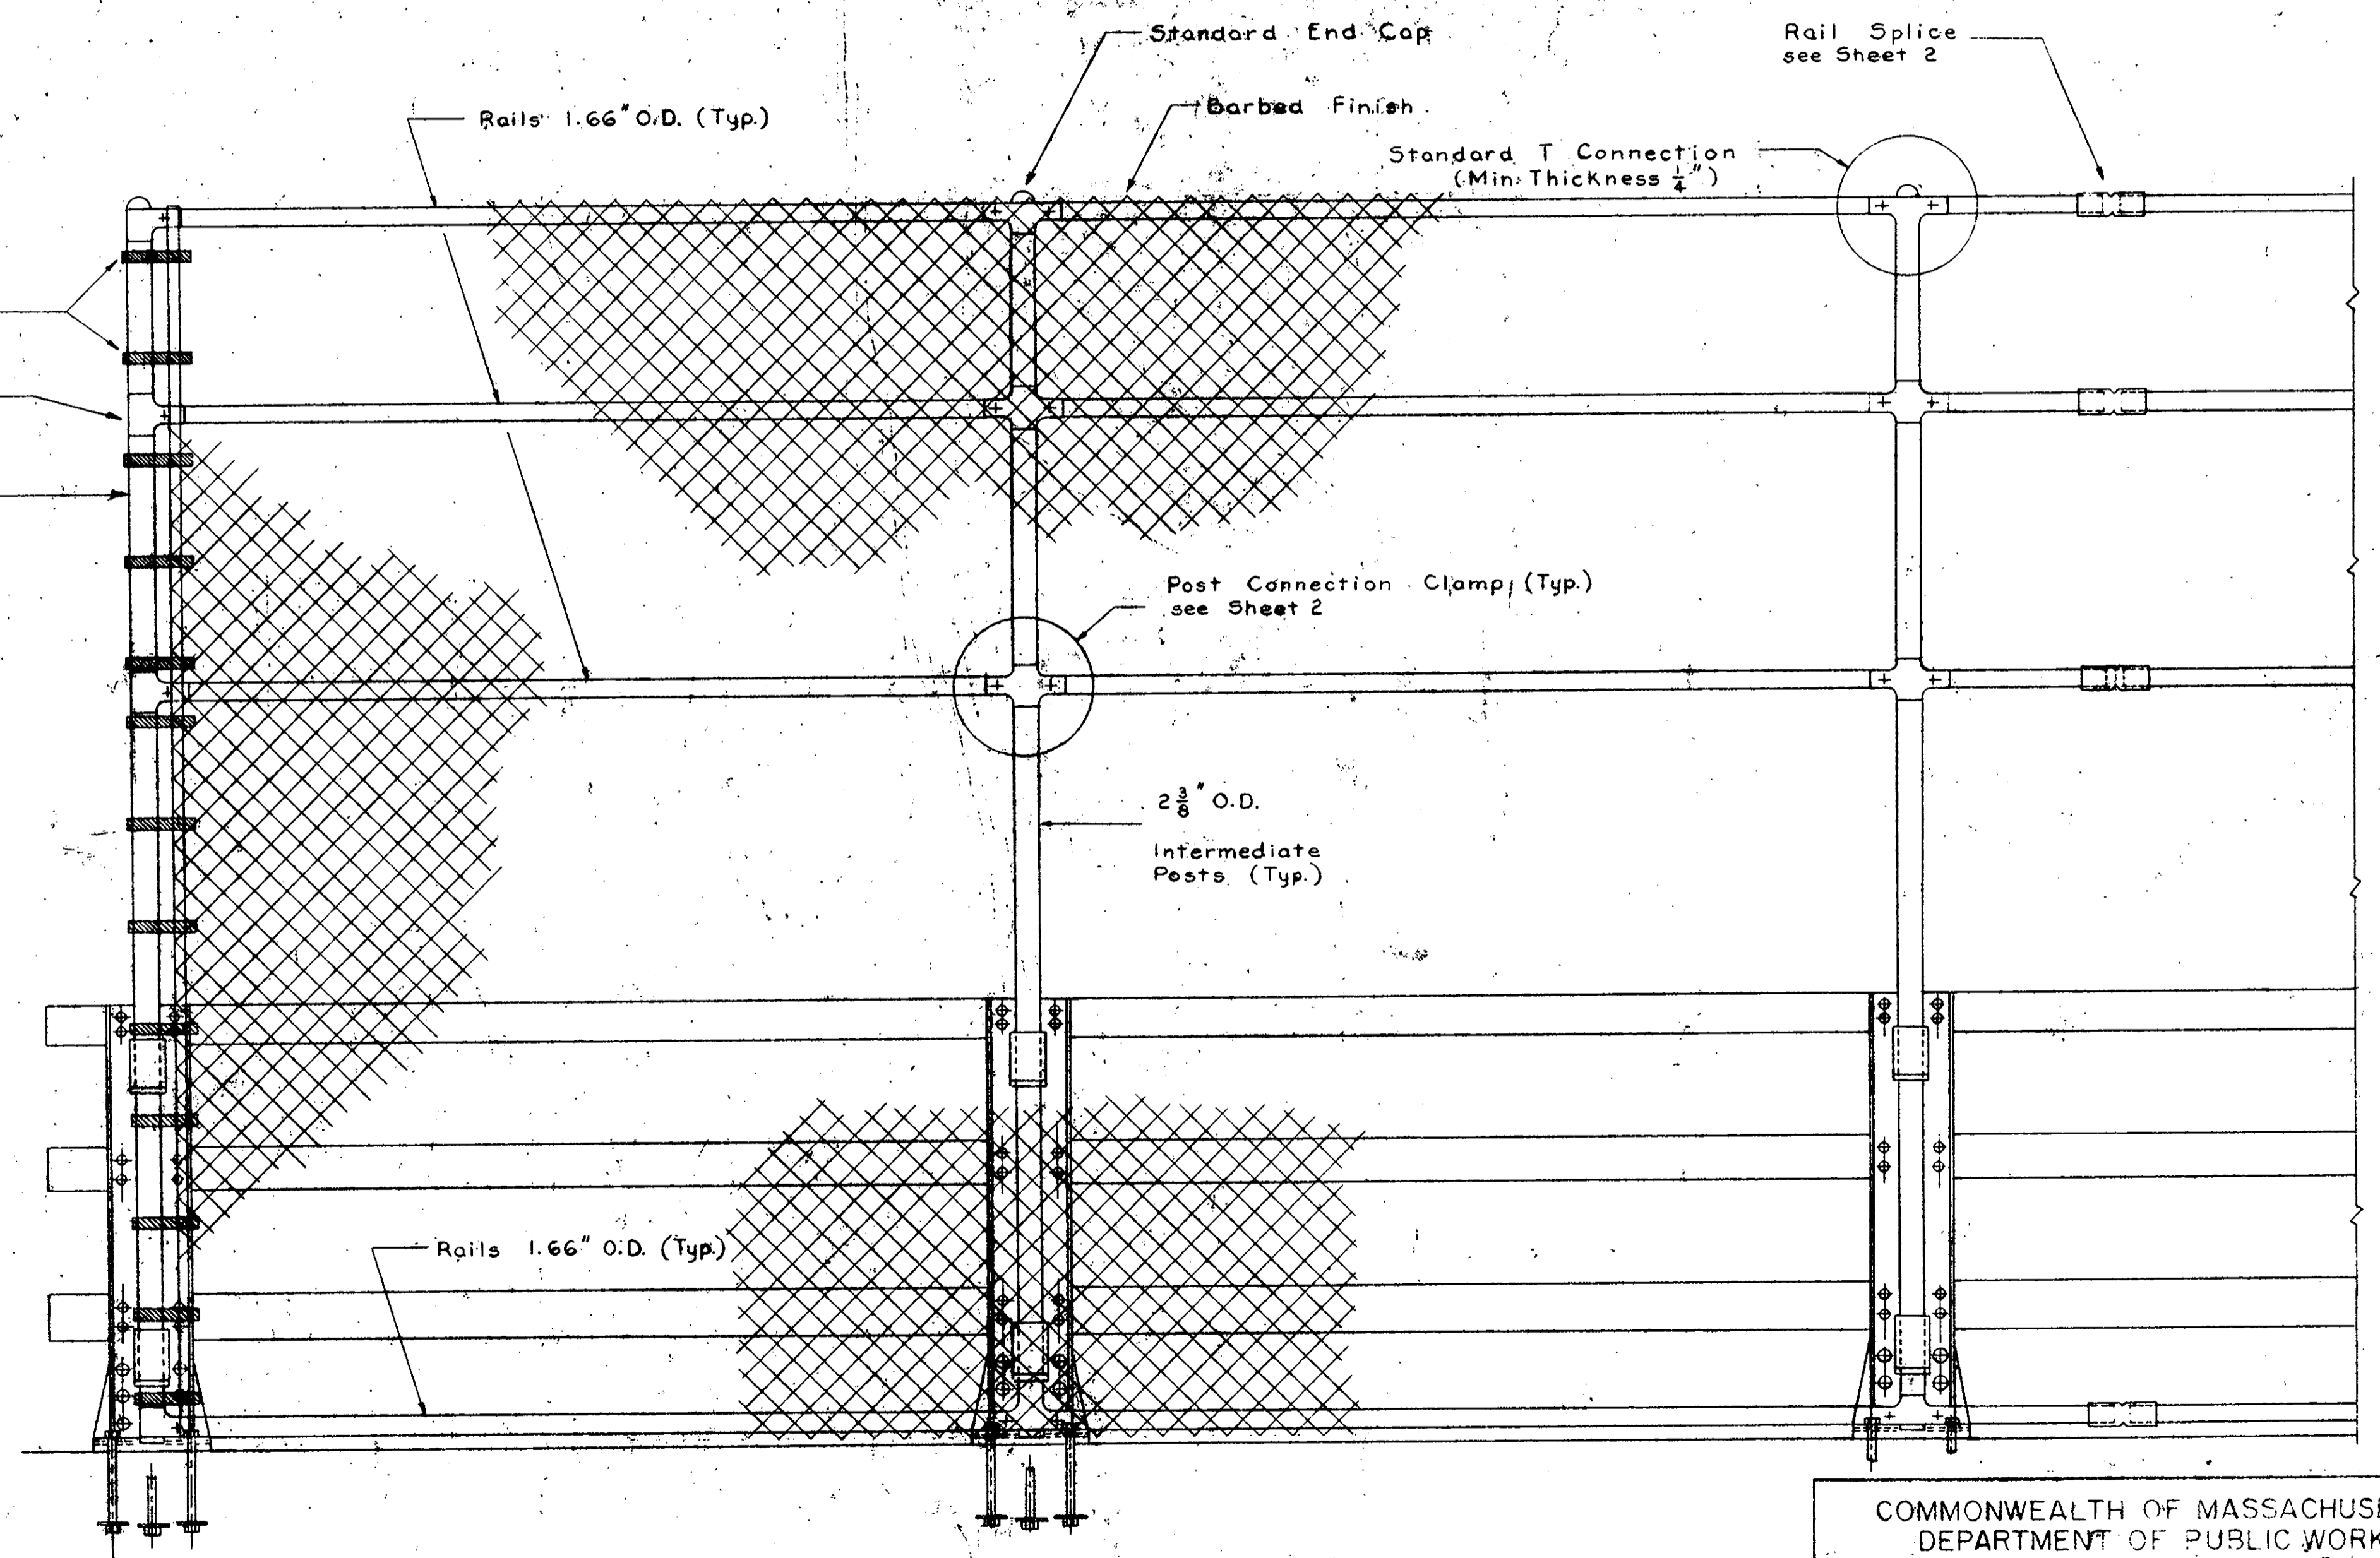 Standard End Cap
Rail Splice
see Sheet 2
Rails 1.66" O.D. (Typ.)
Barbed Finish
Standard T Connection
(Min. Thickness 1/4")
Post Connection Clamp (Typ.)
see Sheet 2
2 3/8" O.D.
Intermediate
Posts (Typ.)
Rails 1.66" O.D. (Typ.)
COMMONWEALTH OF MASSACHUS
DEPARTMENT OF PUBLIC WORK